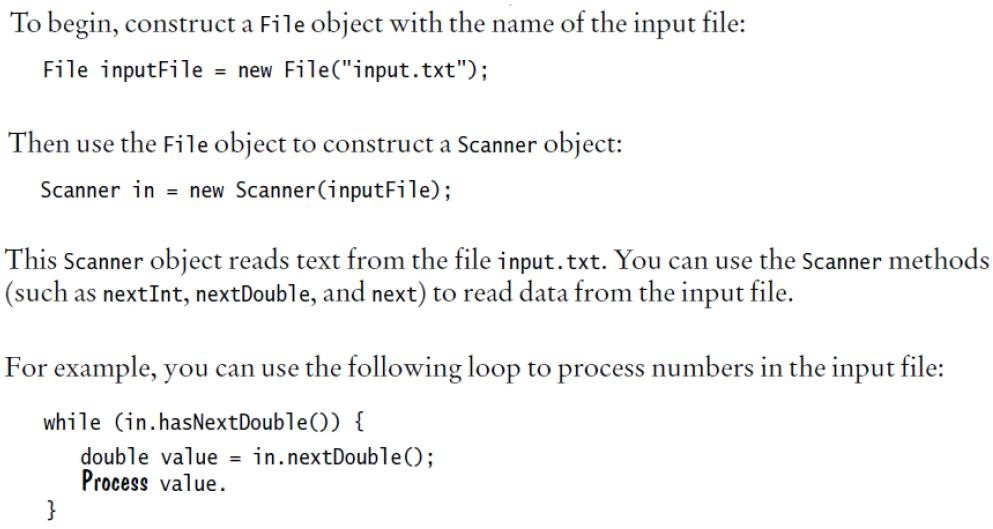 To begin, construct a File object with the name of the input file:
File inputFile = new File("input.txt");
Then use the File object to construct a Scanner object:
Scanner in = new Scanner(inputFile);
This Scanner object reads text from the file input.txt. You can use the Scanner methods
(such as nextInt, nextDouble, and next) to read data from the input file.
For example, you can use the following loop to process numbers in the input file:
while (in.hasNextDouble()) {
double value = in.nextDouble();
Process value.
}